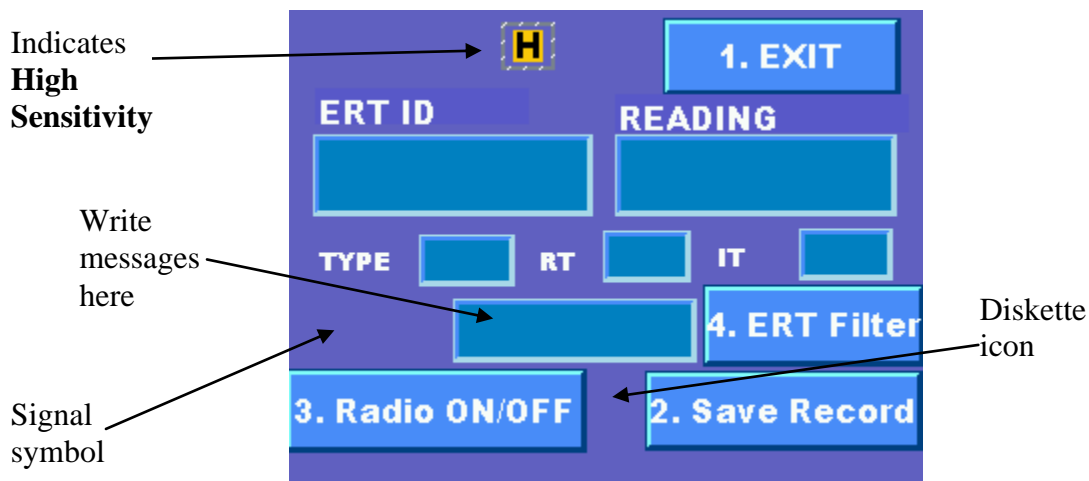 Indicates
High
Sensitivity
H
1. EXIT
ERT ID
READING
Write
messages
here
TYPE
RT
IT
4. ERT Filter
Diskette
icon
Signal
symbol
3. Radio ON/OFF
2. Save Record